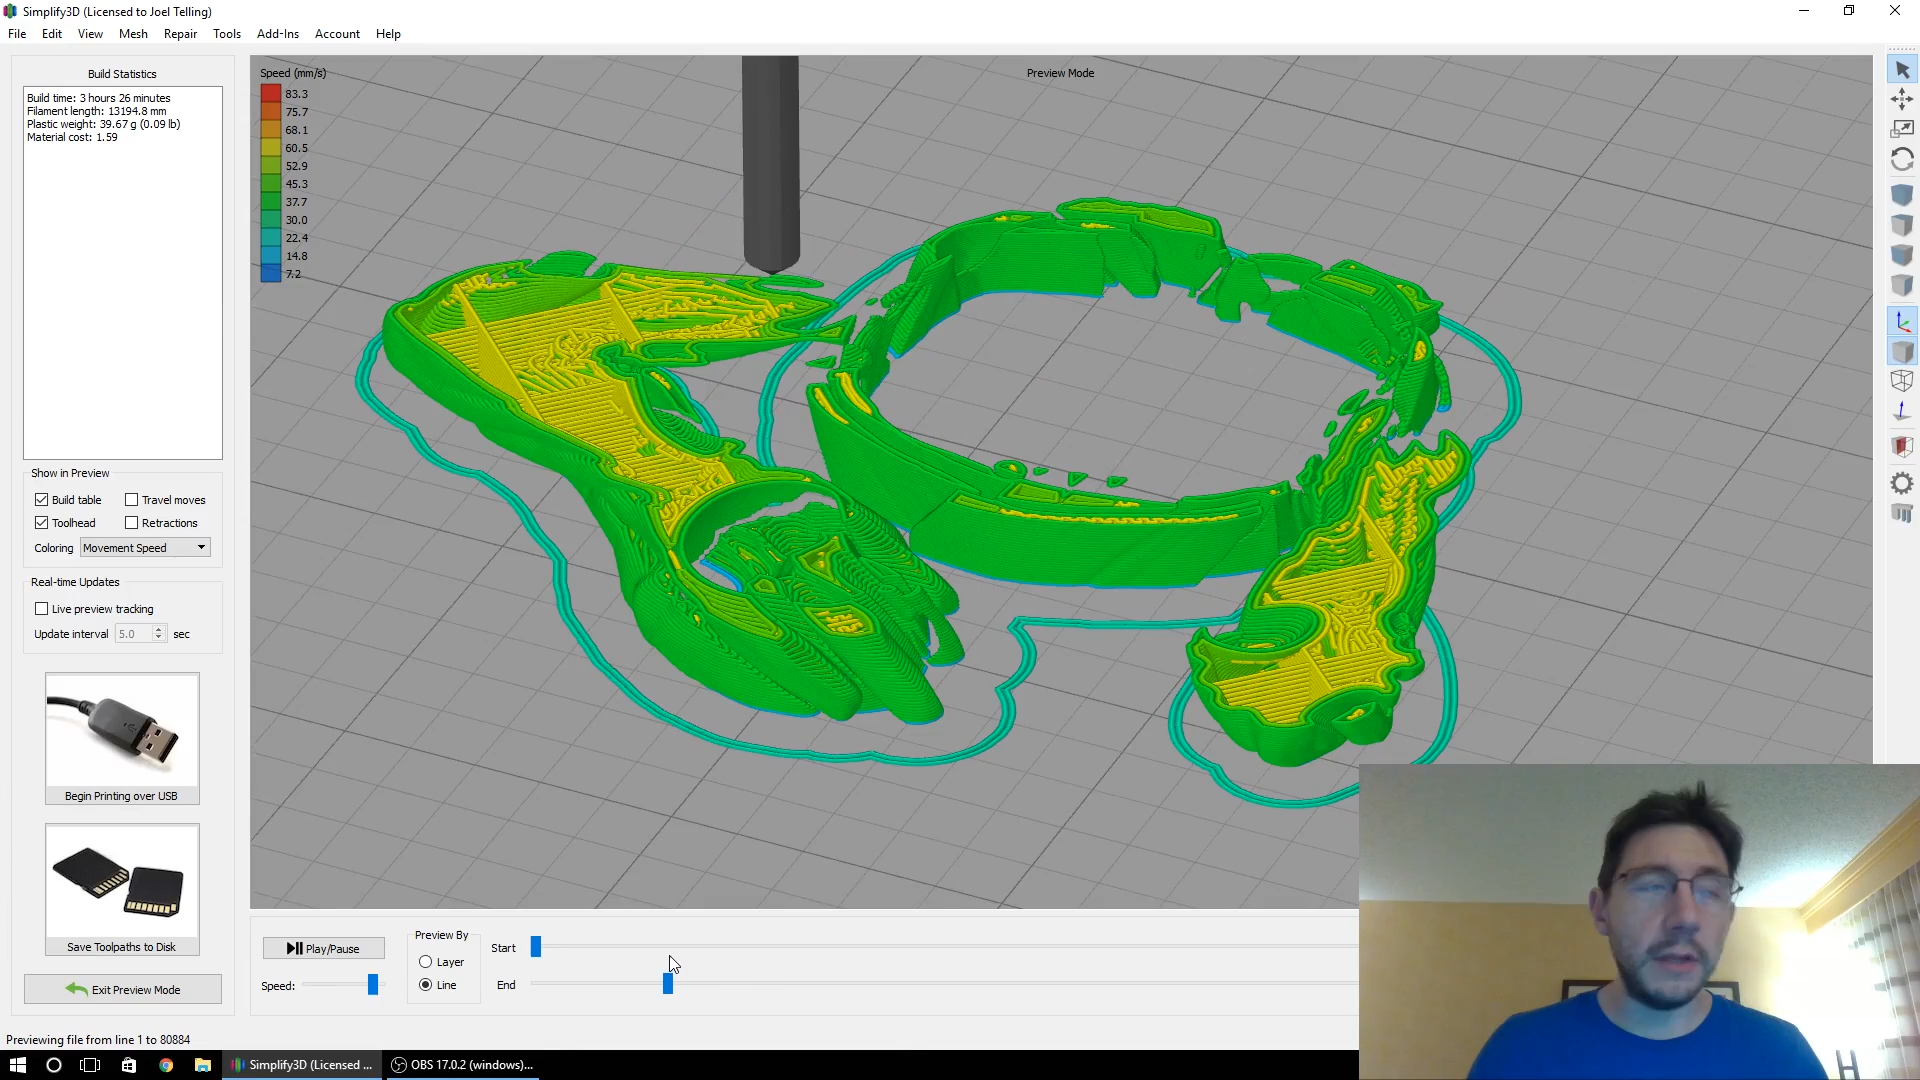 Simplify3D (Licensed to Joel Telling)
File Edit View Mesh Repair Tools Add-Ins Account Help
Build Statistics
Build time: 3 hours 26 minutes
Filament length: 13194.8 mm
Plastic weight: 39.67 g (0.09 lb)
Material cost: 1.59
Speed (mm/s)
83.3
75.7
68.1
60.5
52.9
45.3
37.7
30.0
22.4
14.8
7.2
Preview Mode
Show in Preview
Build table Travel moves
Toolhead Retractions
Coloring Movement Speed
Real-time Updates
Live preview tracking
Update interval 5.0 sec
Begin Printing over USB
Save Toolpaths to Disk
Exit Preview Mode
Play/Pause
Speed:
Preview By
Layer
Line
Start
End
Previewing file from line 1 to 80884
Simplify3D (Licensed ...
OBS 17.0.2 (windows)...